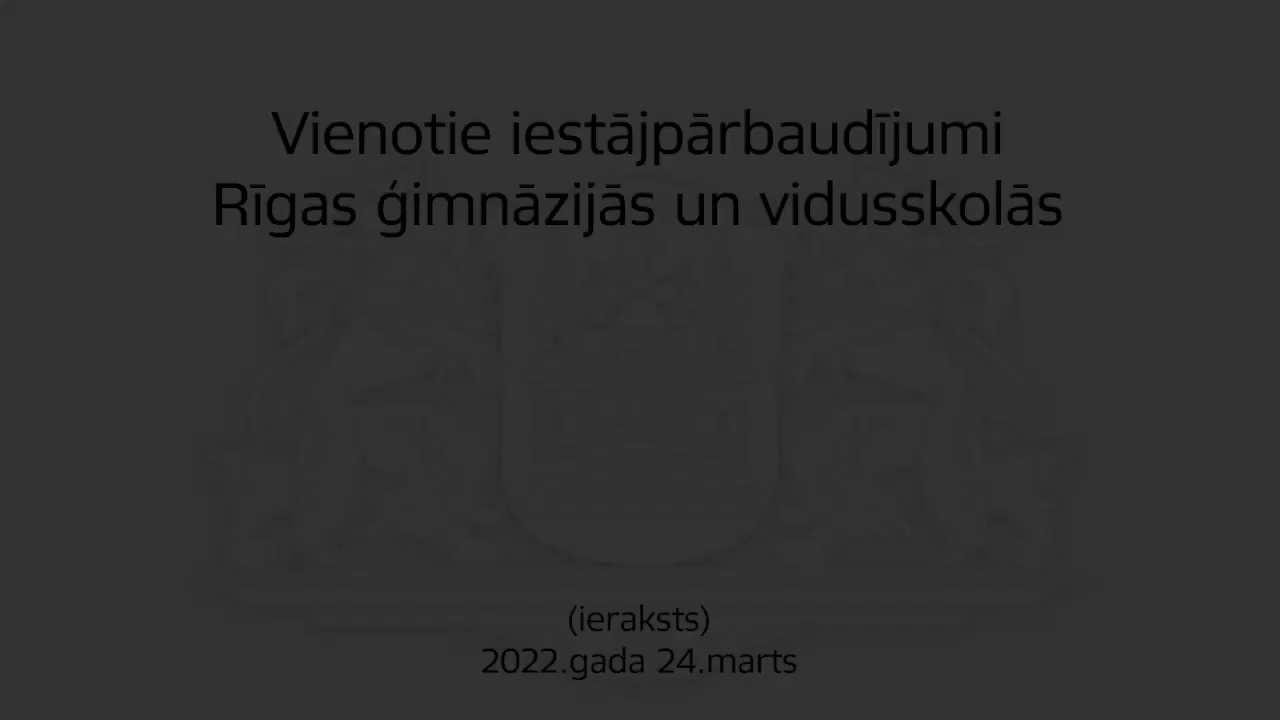 Vienotie iestājpārbaudījumi
Rīgas ģimnāzijās un vidusskolās
(ieraksts)
2022.gada 24.marts